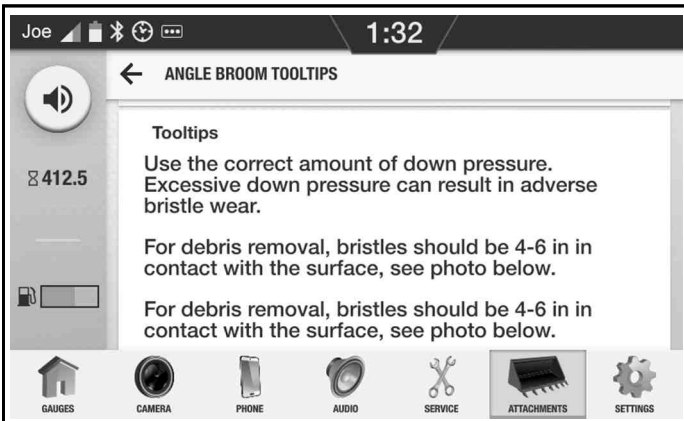 Joe
1:32
ANGLE BROOM TOOLTIPS
412.5
Tooltips
Use the correct amount of down pressure.
Excessive down pressure can result in adverse
bristle wear.
For debris removal, bristles should be 4-6 in in
contact with the surface, see photo below.
For debris removal, bristles should be 4-6 in in
contact with the surface, see photo below.
GAUGES
CAMERA
PHONE
AUDIO
SERVICE
ATTACHMENTS
SETTINGS